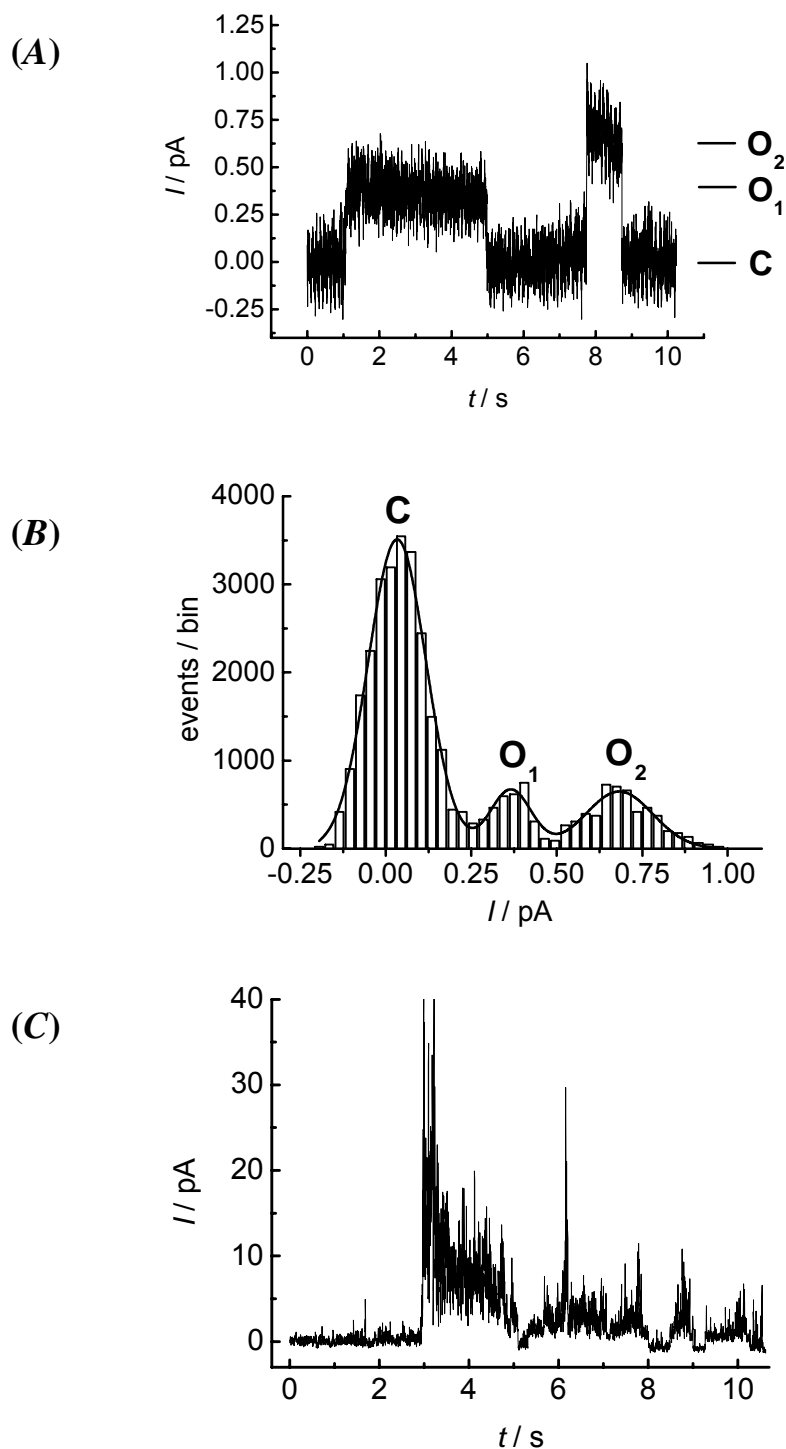 (A)
1.25
1.00
0.75
0.50
0.25
0.00
-0.25
I / pA
0 2 4 6 8 10
t / s
O2
O1
C
(B)
4000
3000
2000
1000
0
events / bin
C
O1
O2
-0.25 0.00 0.25 0.50 0.75 1.00
I / pA
(C)
40
30
20
10
0
I / pA
0 2 4 6 8 10
t / s